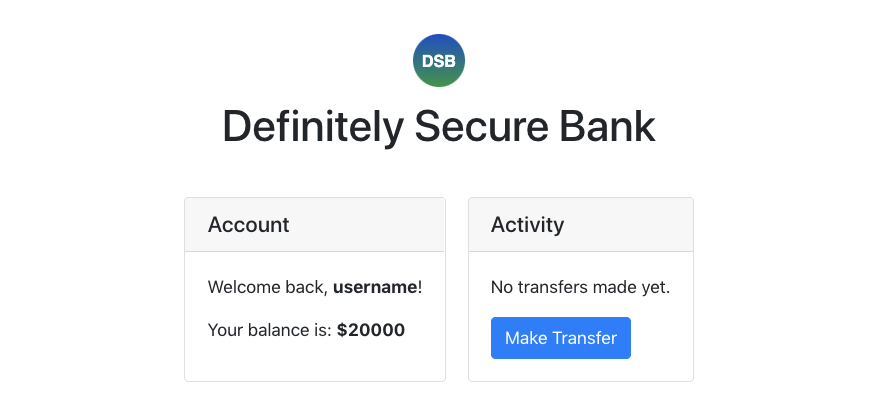 DSB
Definitely Secure Bank
Account
Welcome back, username!
Your balance is: $20000
Activity
No transfers made yet.
Make Transfer